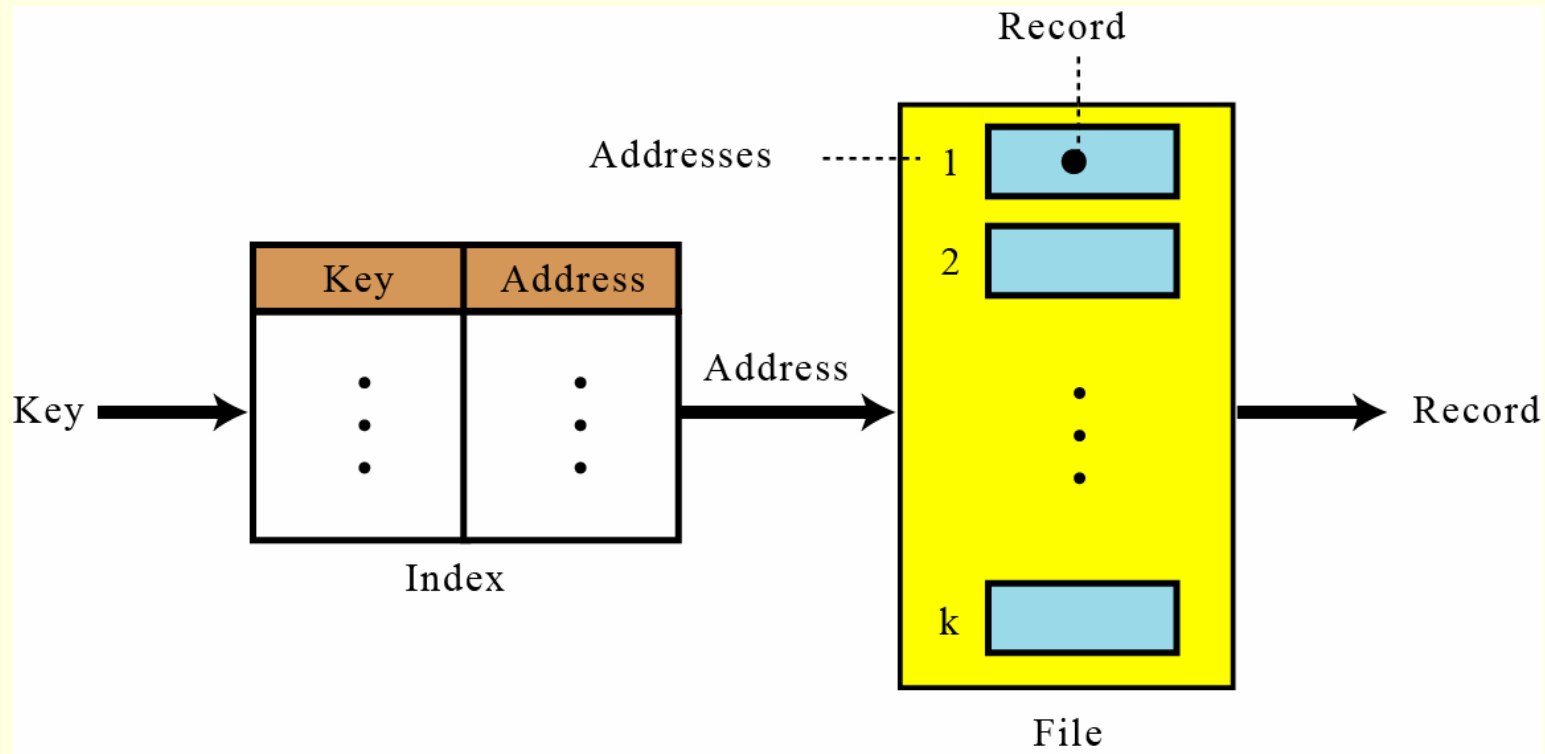 Record
Addresses
1
2
Key Address
Address
Key
Record
Index
k
File